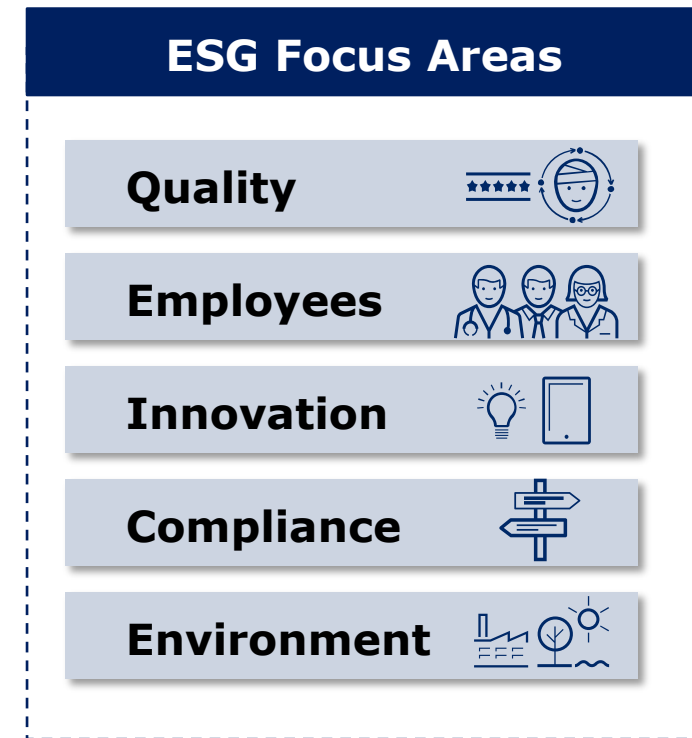 ESG Focus Areas
Quality
Employees
Innovation
Compliance
Environment